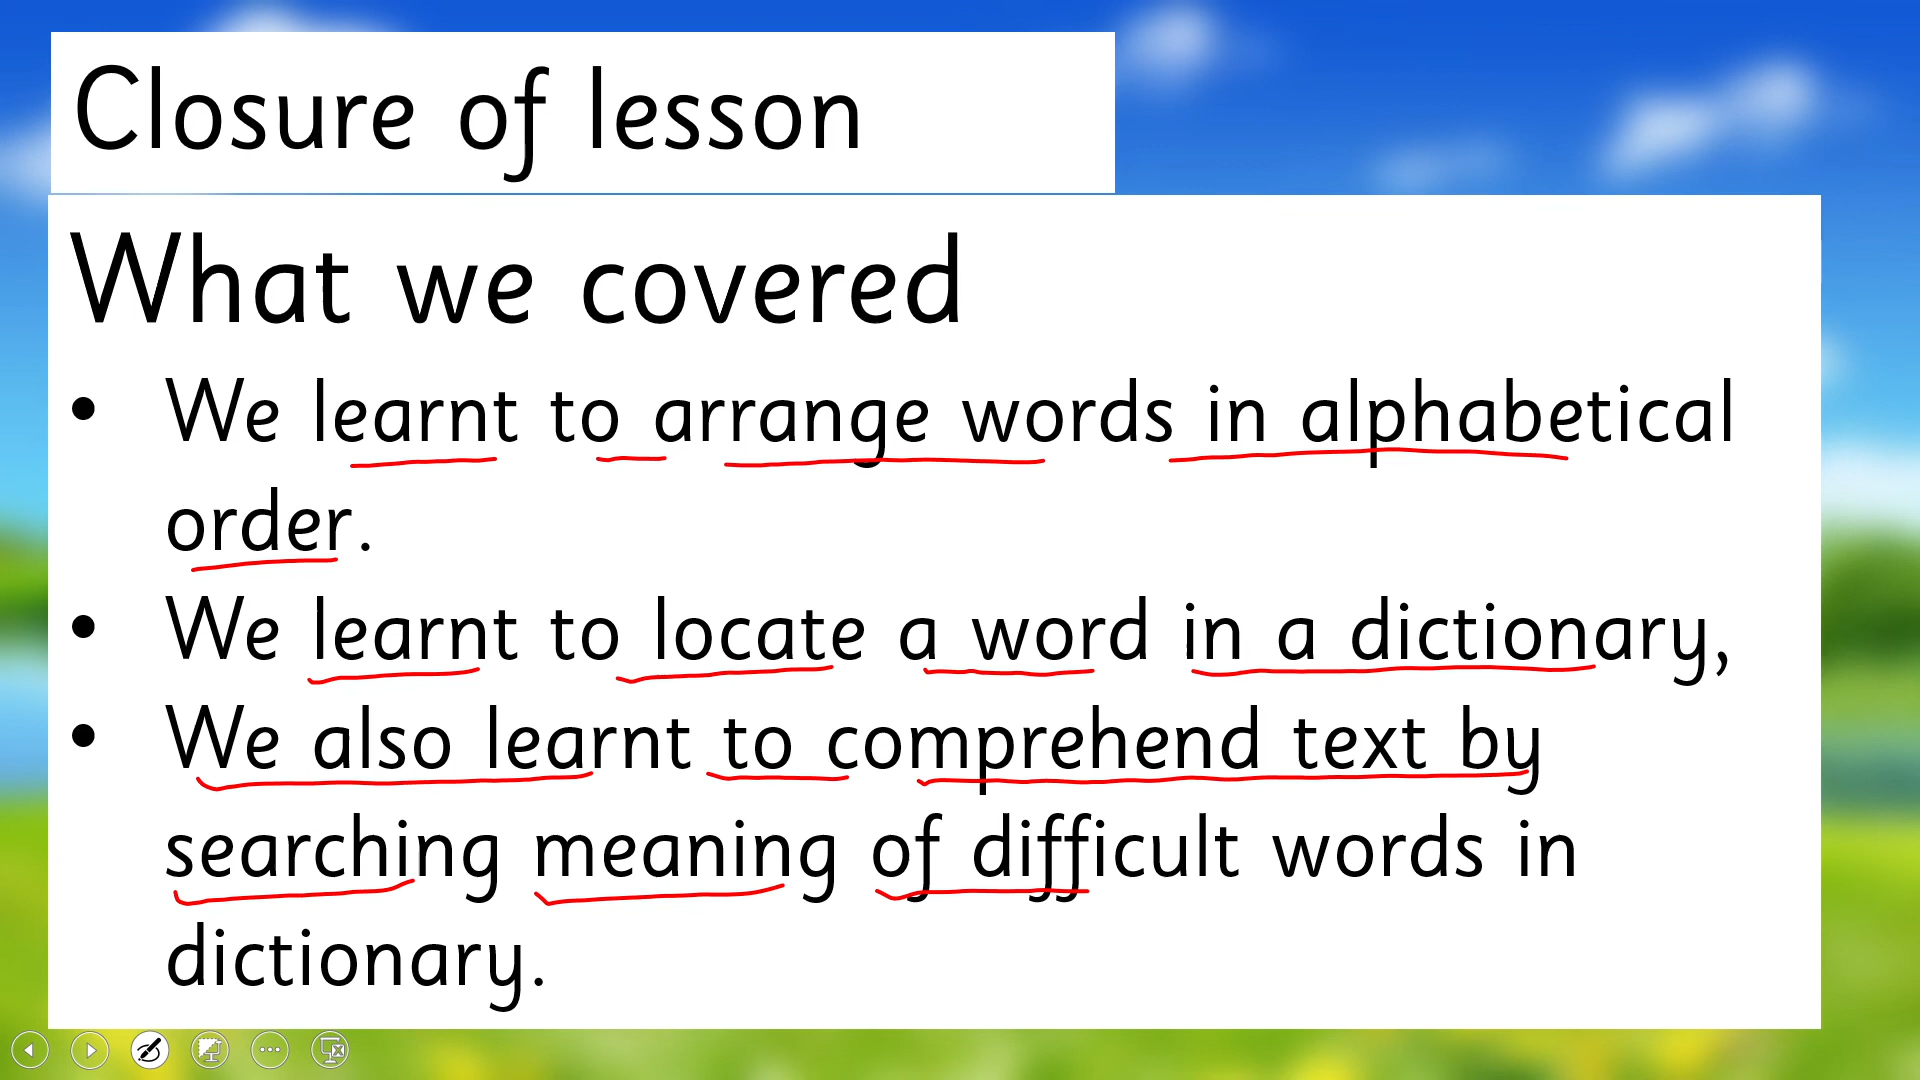 Closure of lesson
What we covered
• We learnt to arrange words in alphabetical
order.
• We learnt to locate a word in a dictionary,
• We also learnt to comprehend text by
searching meaning of difficult words in
dictionary.